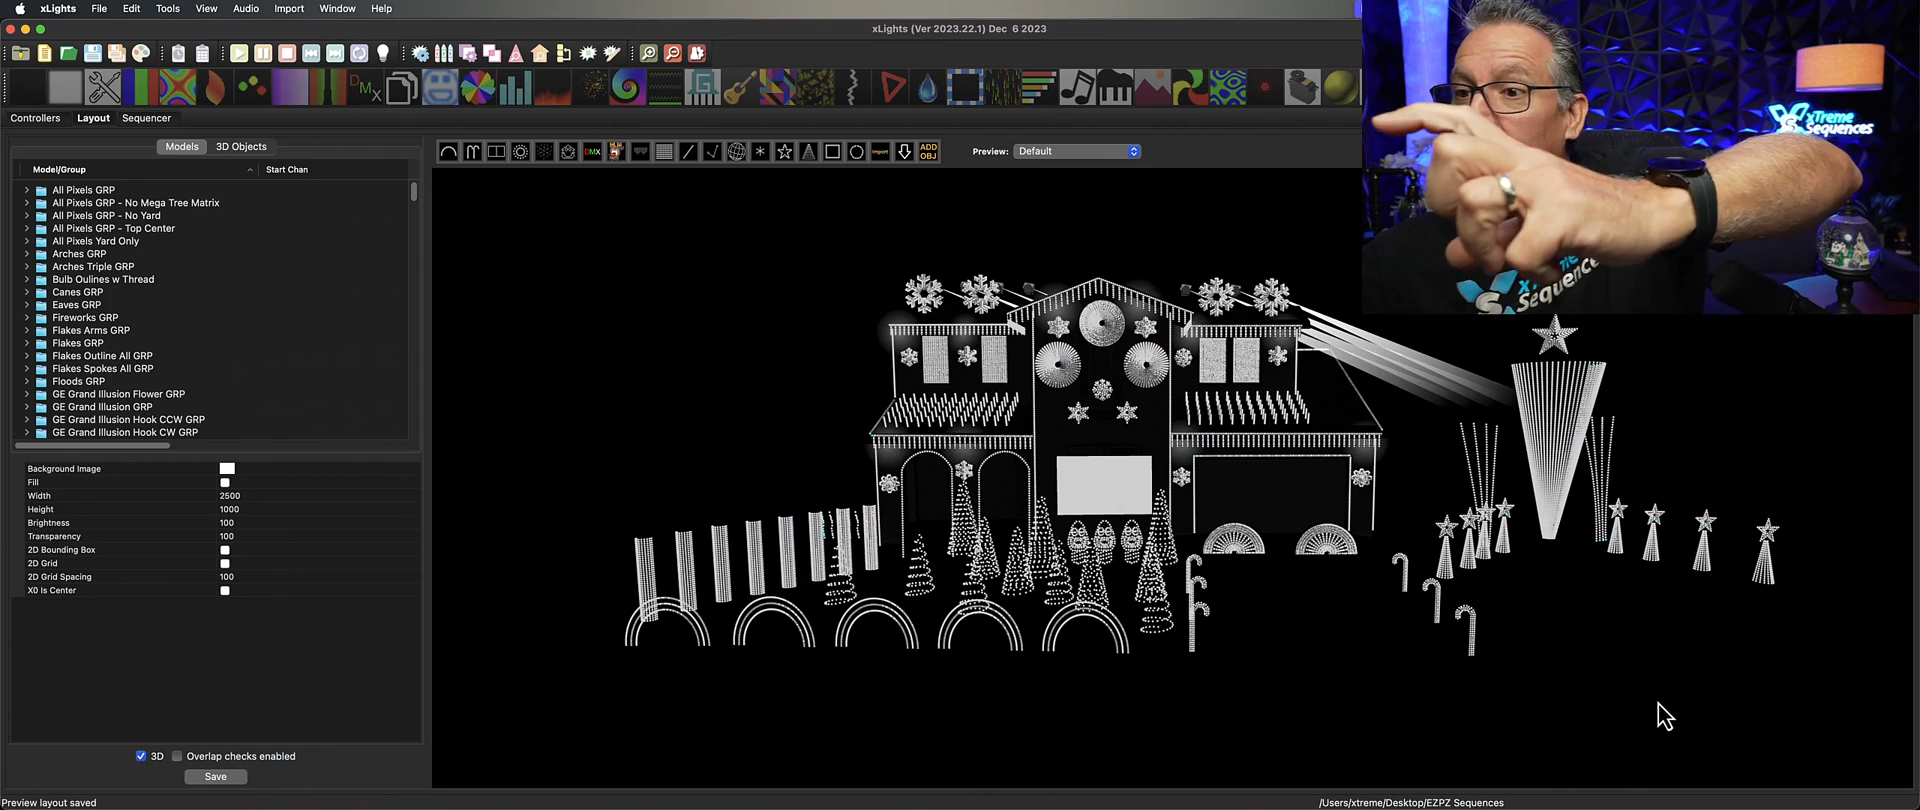 xLights File Edit Tools View Audio Import Window Help
xLights (Ver 2023.22.1) Dec 6 2023
DMX
Controllers Layout Sequencer
Models 3D Objects
DMX
import
ADD OBJ
Preview: Default
Model/Group Start Chan
All Pixels GRP
All Pixels GRP - No Mega Tree Matrix
All Pixels GRP - No Yard
All Pixels GRP - Top Center
All Pixels Yard Only
Arches GRP
Arches Triple GRP
Bulb Oulines w Thread
Canes GRP
Eaves GRP
Fireworks GRP
Flakes Arms GRP
Flakes GRP
Flakes Outline All GRP
Flakes Spokes All GRP
Floods GRP
GE Grand Illusion Flower GRP
GE Grand Illusion GRP
GE Grand Illusion Hook CCW GRP
GE Grand Illusion Hook CW GRP
Background Image
Fill
Width 2500
Height 1000
Brightness 100
Transparency 100
2D Bounding Box
2D Grid
2D Grid Spacing 100
X0 Is Center
3D Overlap checks enabled
Save
Preview layout saved
/Users/xtreme/Desktop/EZPZ Sequences
xTreme
Sequences